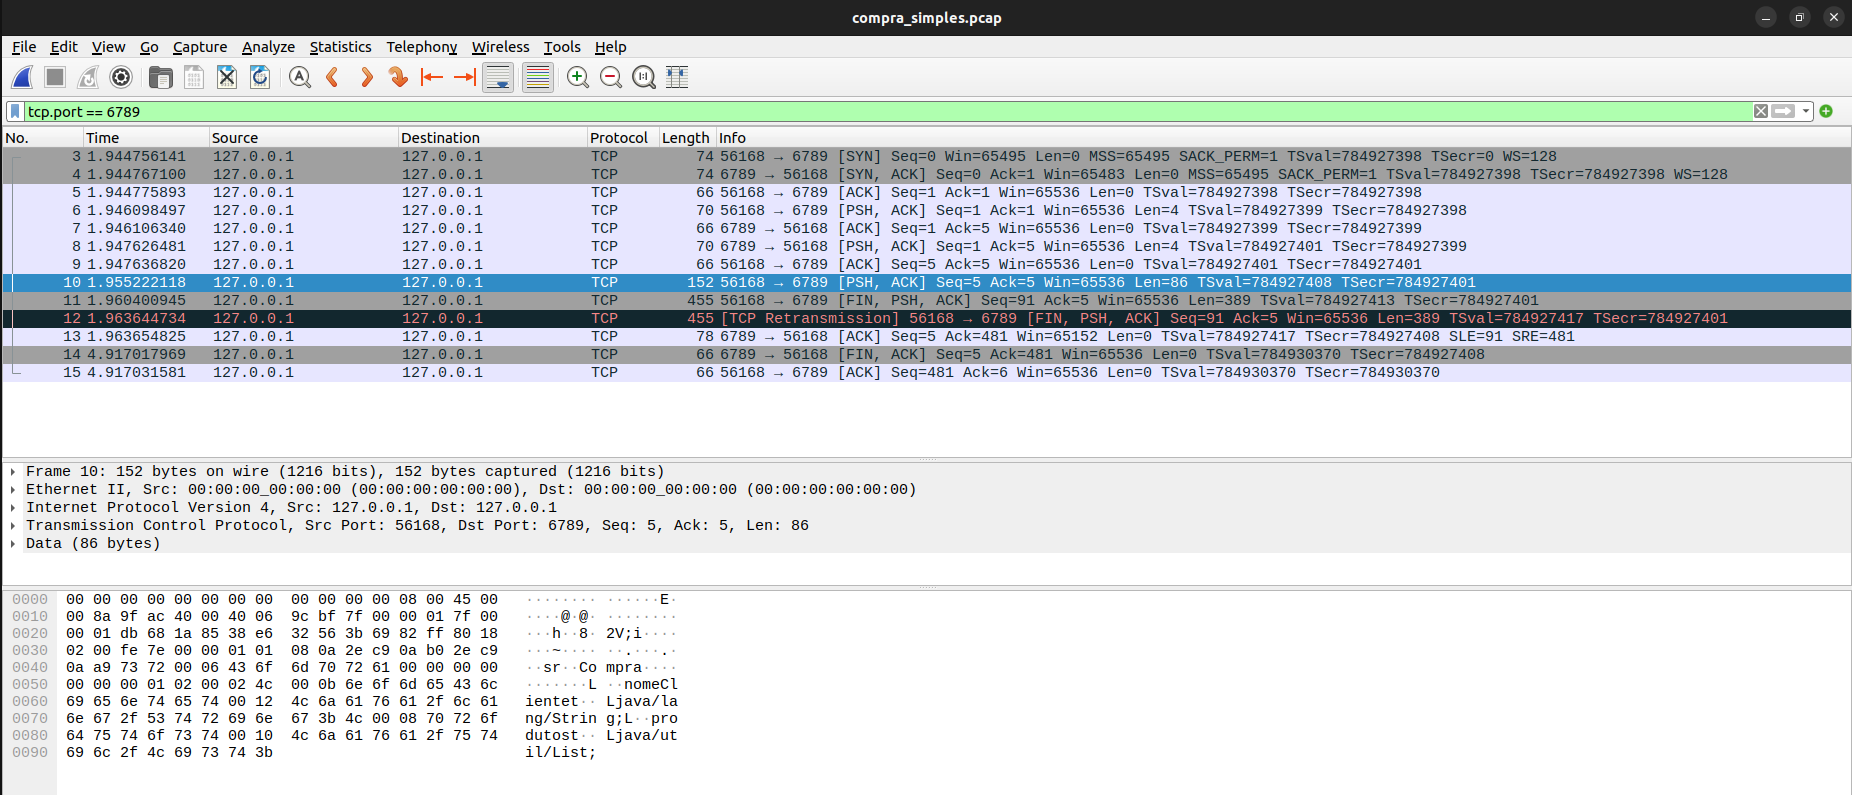 compra_simples.pcap
File Edit View Go Capture Analyze Statistics Telephony Wireless Tools Help
tcp.port == 6789
No. Time Source Destination Protocol Length Info
3 1.944756141 127.0.0.1 127.0.0.1 TCP 74 56168 → 6789 [SYN] Seq=0 Win=65495 Len=0 MSS=65495 SACK_PERM=1 TSval=784927398 TSecr=0 WS=128
4 1.944767100 127.0.0.1 127.0.0.1 TCP 74 6789 → 56168 [SYN, ACK] Seq=0 Ack=1 Win=65483 Len=0 MSS=65495 SACK_PERM=1 TSval=784927398 TSecr=784927398 WS=128
5 1.944775893 127.0.0.1 127.0.0.1 TCP 66 56168 → 6789 [ACK] Seq=1 Ack=1 Win=65536 Len=0 TSval=784927398 TSecr=784927398
6 1.946098497 127.0.0.1 127.0.0.1 TCP 70 56168 → 6789 [PSH, ACK] Seq=1 Ack=1 Win=65536 Len=4 TSval=784927399 TSecr=784927398
7 1.946106340 127.0.0.1 127.0.0.1 TCP 66 6789 → 56168 [ACK] Seq=1 Ack=5 Win=65536 Len=0 TSval=784927399 TSecr=784927399
8 1.947626481 127.0.0.1 127.0.0.1 TCP 70 6789 → 56168 [PSH, ACK] Seq=1 Ack=5 Win=65536 Len=4 TSval=784927401 TSecr=784927399
9 1.947636820 127.0.0.1 127.0.0.1 TCP 66 56168 → 6789 [ACK] Seq=5 Ack=5 Win=65536 Len=0 TSval=784927401 TSecr=784927401
10 1.955222118 127.0.0.1 127.0.0.1 TCP 152 56168 → 6789 [PSH, ACK] Seq=5 Ack=5 Win=65536 Len=86 TSval=784927408 TSecr=784927401
11 1.960400945 127.0.0.1 127.0.0.1 TCP 455 56168 → 6789 [FIN, PSH, ACK] Seq=91 Ack=5 Win=65536 Len=389 TSval=784927413 TSecr=784927401
12 1.963644734 127.0.0.1 127.0.0.1 TCP 455 [TCP Retransmission] 56168 → 6789 [FIN, PSH, ACK] Seq=91 Ack=5 Win=65536 Len=389 TSval=784927417 TSecr=784927401
13 1.963654825 127.0.0.1 127.0.0.1 TCP 78 6789 → 56168 [ACK] Seq=5 Ack=481 Win=65152 Len=0 TSval=784927417 TSecr=784927408 SLE=91 SRE=481
14 4.917017969 127.0.0.1 127.0.0.1 TCP 66 6789 → 56168 [FIN, ACK] Seq=5 Ack=481 Win=65536 Len=0 TSval=784930370 TSecr=784927408
15 4.917031581 127.0.0.1 127.0.0.1 TCP 66 56168 → 6789 [ACK] Seq=481 Ack=6 Win=65536 Len=0 TSval=784930370 TSecr=784930370
Frame 10: 152 bytes on wire (1216 bits), 152 bytes captured (1216 bits)
Ethernet II, Src: 00:00:00_00:00:00 (00:00:00:00:00:00), Dst: 00:00:00_00:00:00 (00:00:00:00:00:00)
Internet Protocol Version 4, Src: 127.0.0.1, Dst: 127.0.0.1
Transmission Control Protocol, Src Port: 56168, Dst Port: 6789, Seq: 5, Ack: 5, Len: 86
Data (86 bytes)
0000 00 00 00 00 00 00 00 00 00 00 00 00 08 00 45 00 ········ ······E·
0010 00 8a 9f ac 40 00 40 06 9c bf 7f 00 00 01 7f 00 ····@·@· ········
0020 00 01 db 68 1a 85 38 e6 32 56 3b 69 82 ff 80 18 ···h··8· 2V;i····
0030 02 00 fe 7e 00 00 01 01 08 0a 2e c9 0a b0 2e c9 ···~···· ··.···.·
0040 0a a9 73 72 00 06 43 6f 6d 70 72 61 00 00 00 00 ··sr··Co mpra····
0050 00 00 00 01 02 00 02 4c 00 0b 6e 6f 6d 65 43 6c ·······L ··nomeCl
0060 69 65 6e 74 65 74 00 12 4c 6a 61 76 61 2f 6c 61 ientet·· Ljava/la
0070 6e 67 2f 53 74 72 69 6e 67 3b 4c 00 08 70 72 6f ng/Strin g;L··pro
0080 64 75 74 6f 73 74 00 10 4c 6a 61 76 61 2f 75 74 dutost·· Ljava/ut
0090 69 6c 2f 4c 69 73 74 3b il/List;